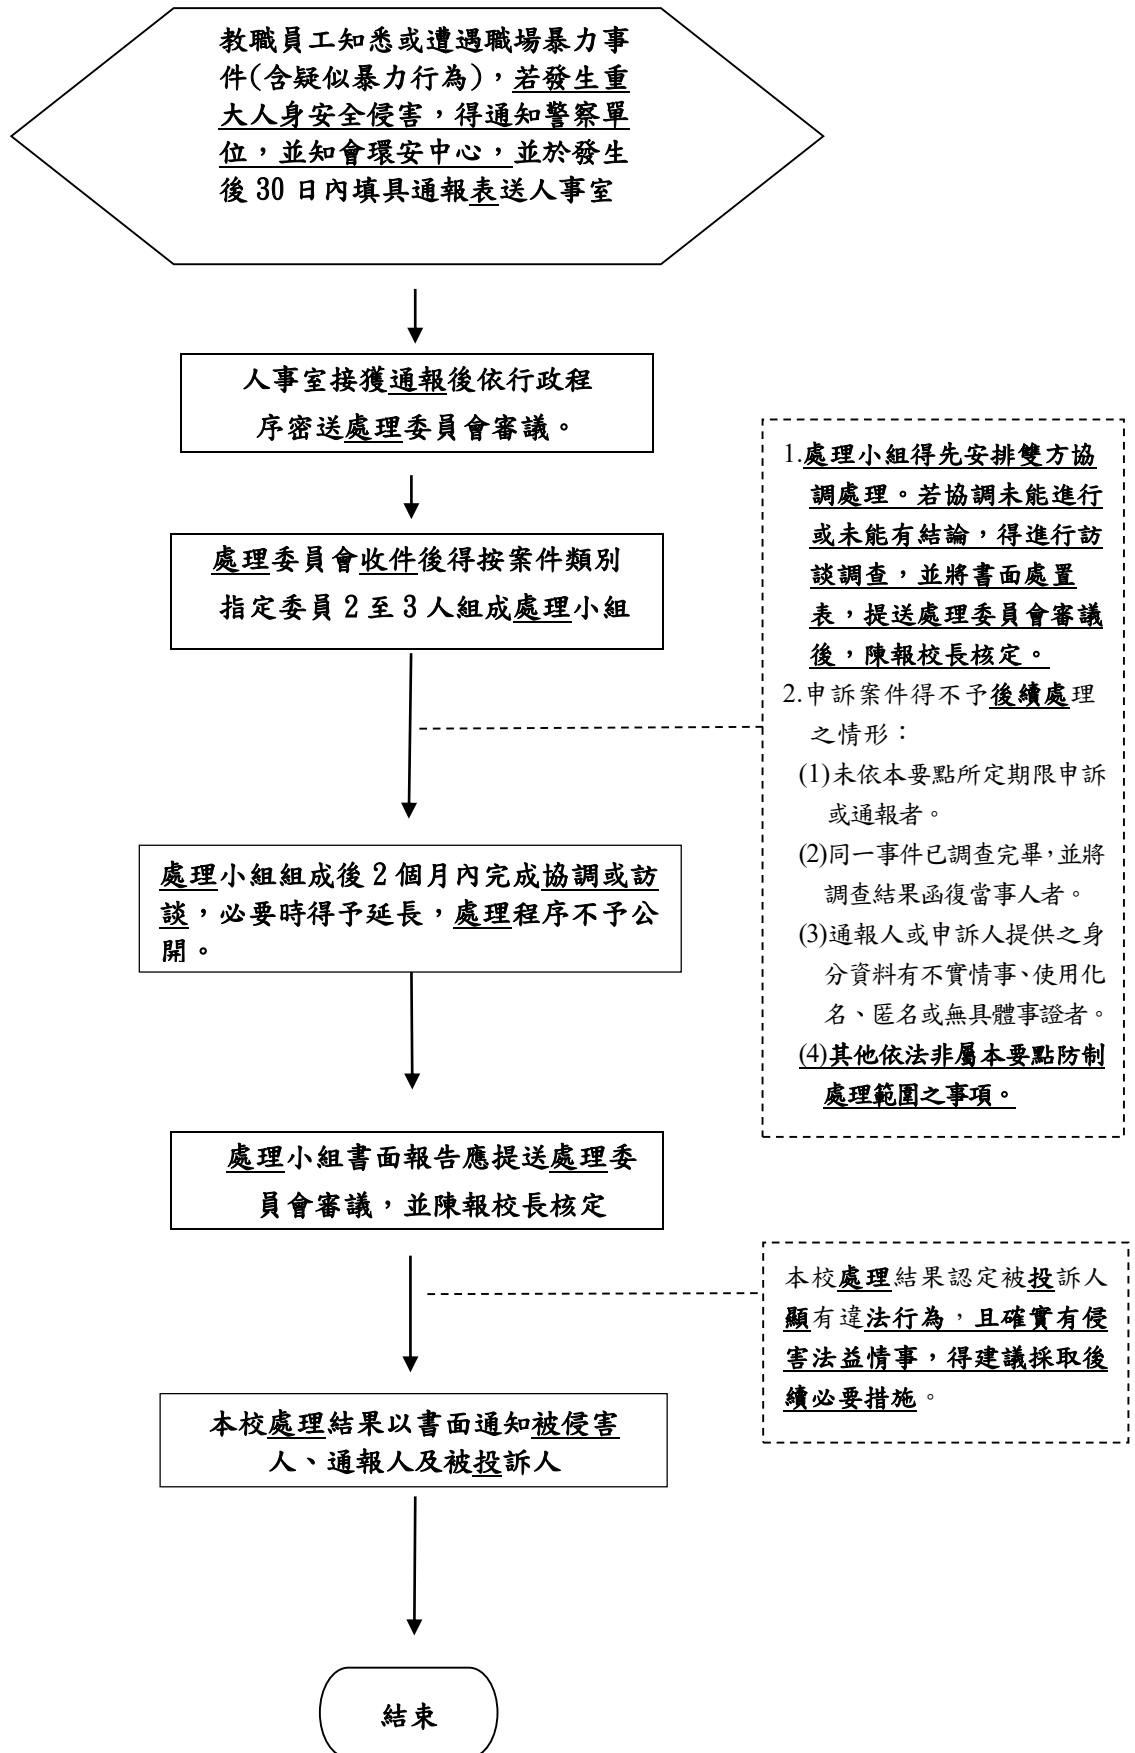 教職員工知悉或遭遇職場暴力事
件(含疑似暴力行為)，若發生重
大人身安全侵害，得通知警察單
位，並知會環安中心，並於發生
後 30 日內填具通報表送人事室
人事室接獲通報後依行政程
序密送處理委員會審議。
處理委員會收件後得按案件類別
指定委員 2 至 3 人組成處理小組
1.處理小組得先安排雙方協
調處理。若協調未能進行
或未能有結論，得進行訪
談調查，並將書面處置
表，提送處理委員會審議
後，陳報校長核定。
2.申訴案件得不予後續處理
之情形：
(1)未依本要點所定期限申訴
或通報者。
(2)同一事件已調查完畢，並將
調查結果函復當事人者。
(3)通報人或申訴人提供之身
分資料有不實情事、使用化
名、匿名或無具體事證者。
(4)其他依法非屬本要點防制
處理範圍之事項。
處理小組組成後 2 個月內完成協調或訪
談，必要時得予延長，處理程序不予公
開。
處理小組書面報告應提送處理委
員會審議，並陳報校長核定
本校處理結果認定被投訴人
顯有違法行為，且確實有侵
害法益情事，得建議採取後
續必要措施。
本校處理結果以書面通知被侵害
人、通報人及被投訴人
結束